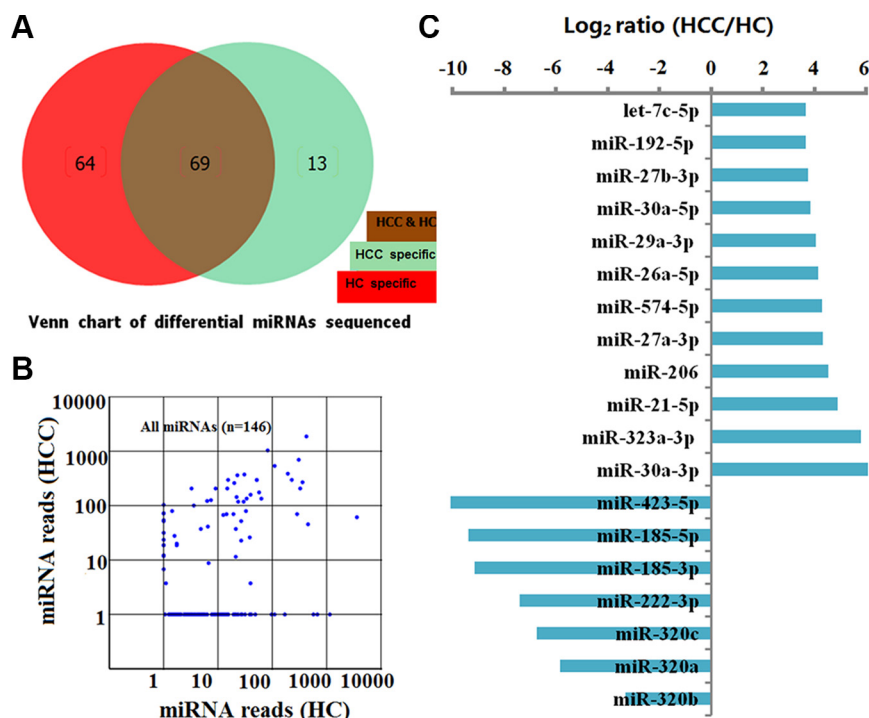 A
64
69
13
HCC & HC
HCC specific
HC specific
Venn chart of differential miRNAs sequenced
B
miRNA reads (HCC)
10000
1000
100
10
1
All miRNAs (n=146)
1 10 100 1000 10000
miRNA reads (HC)
C
Log2 ratio (HCC/HC)
-10 -8 -6 -4 -2 0 2 4 6
let-7c-5p
miR-192-5p
miR-27b-3p
miR-30a-5p
miR-29a-3p
miR-26a-5p
miR-574-5p
miR-27a-3p
miR-206
miR-21-5p
miR-323a-3p
miR-30a-3p
miR-423-5p
miR-185-5p
miR-185-3p
miR-222-3p
miR-320c
miR-320a
miR-320b